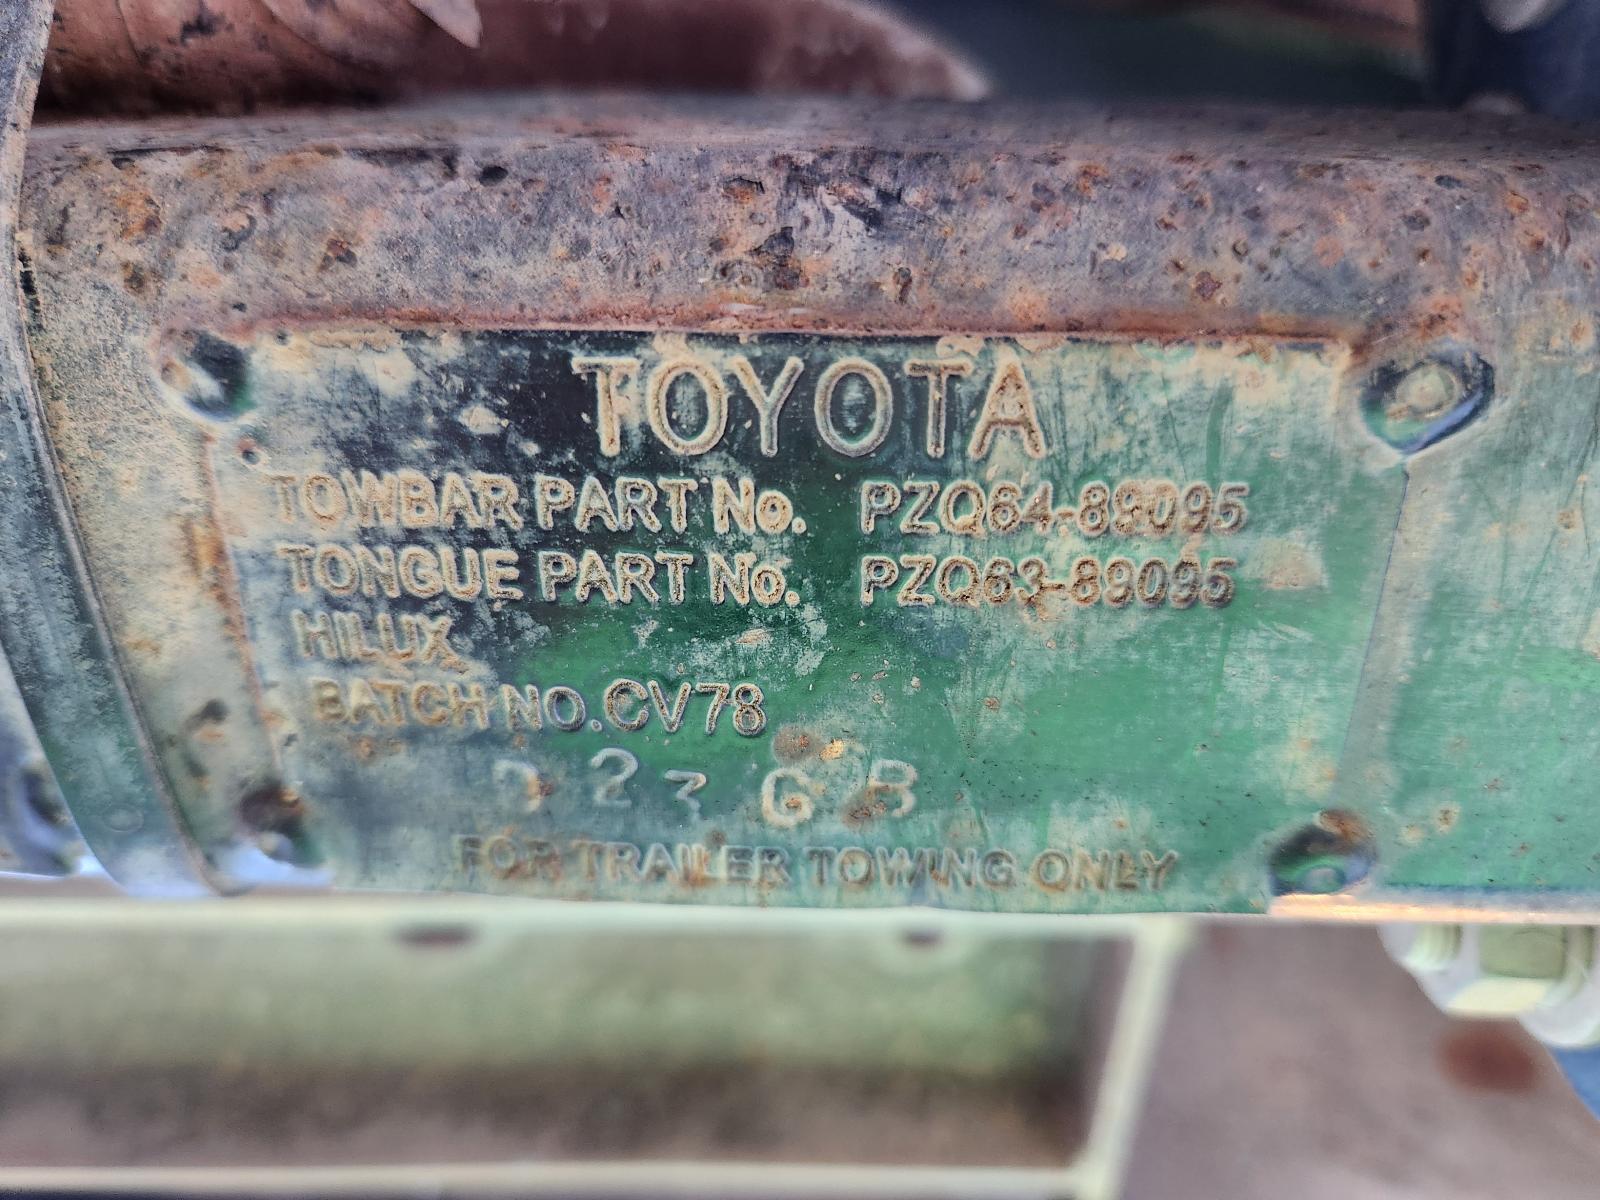 TOYOTA
TOWBAR PART No. PZQ64-89095
TONGUE PART No. PZQ63-89095
HILUX
BATCH NO.CV78
FOR TRAILER TOWING ONLY